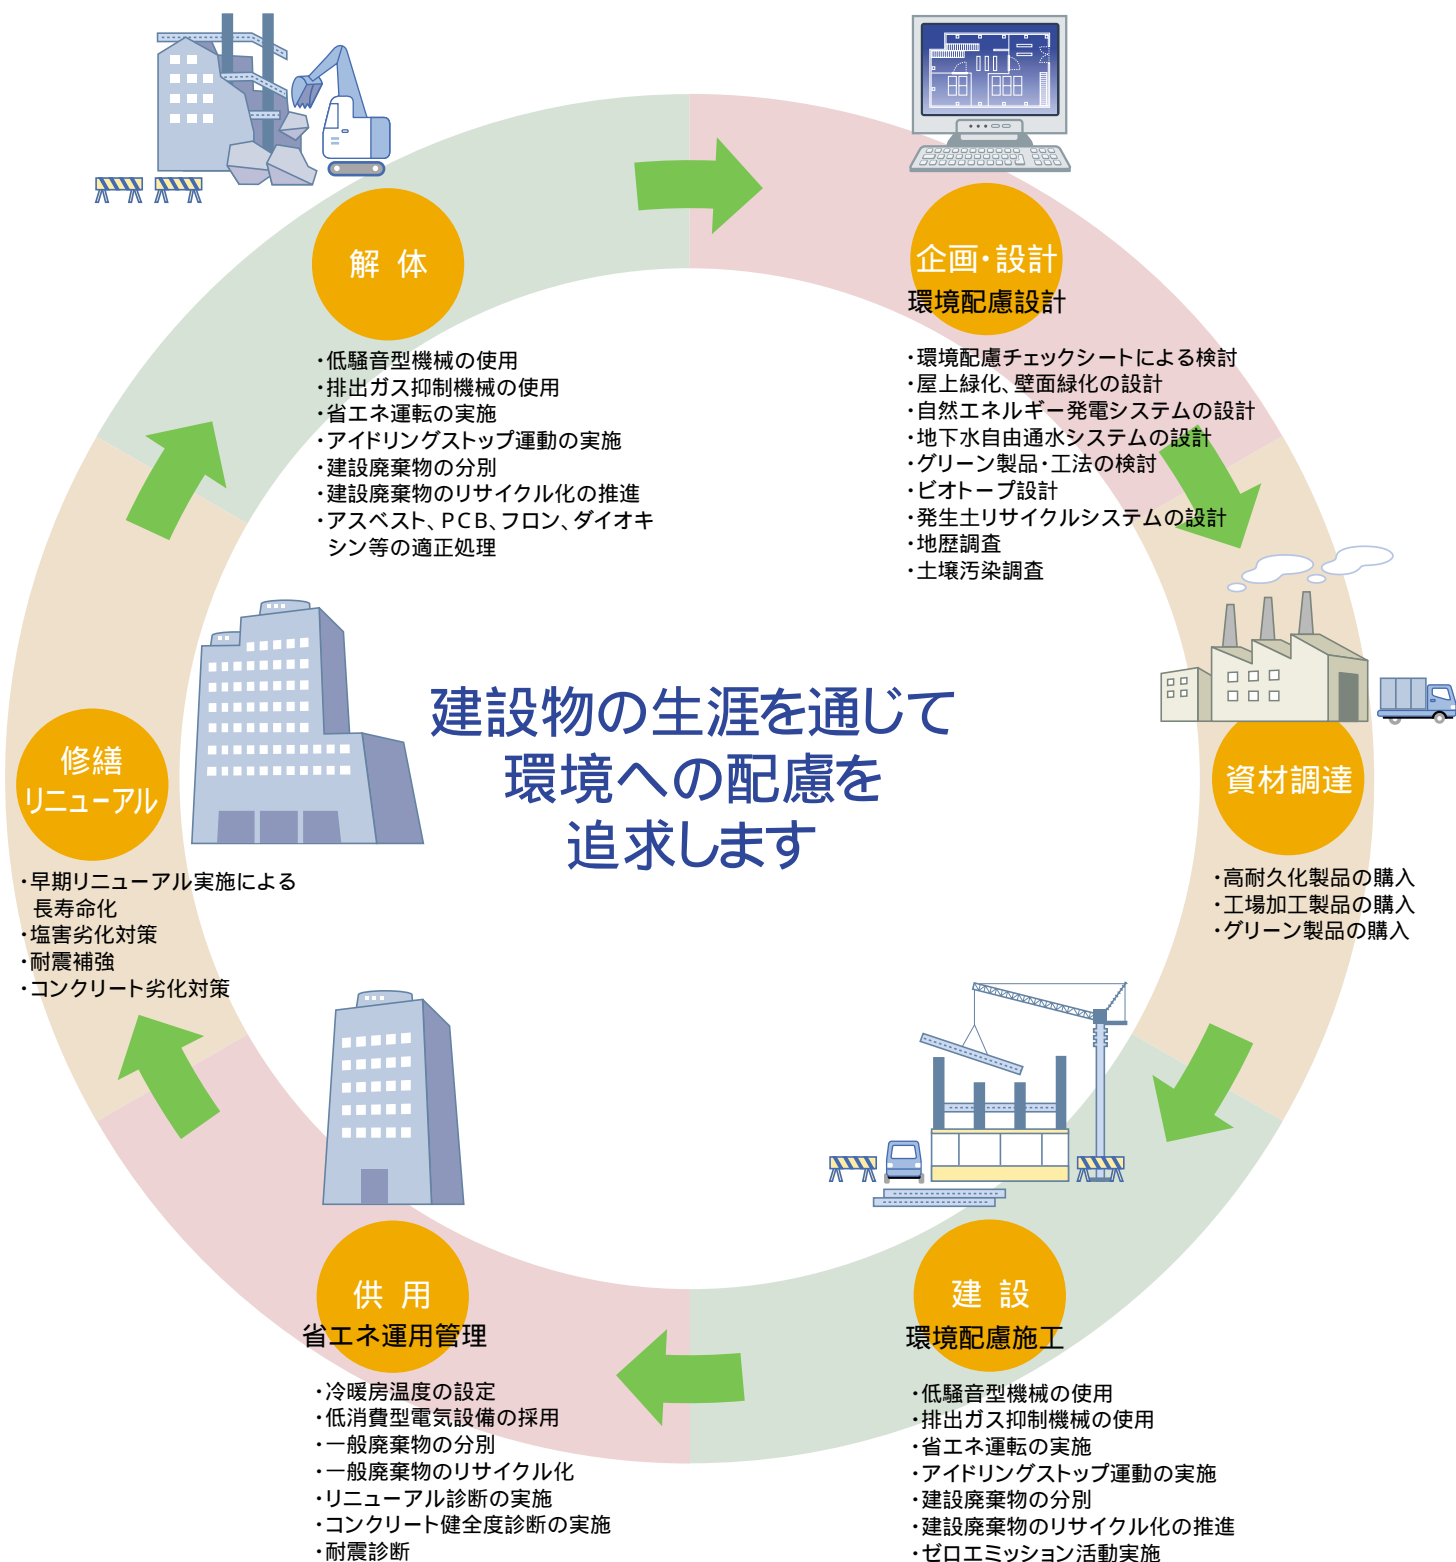 解 体
・低騒音型機械の使用
・排出ガス抑制機械の使用
・省エネ運転の実施
・アイドリングストップ運動の実施
・建設廃棄物の分別
・建設廃棄物のリサイクル化の推進
・アスベスト、PCB、フロン、ダイオキ
シン等の適正処理
企画・設計
環境配慮設計
・環境配慮チェックシートによる検討
・屋上緑化、壁面緑化の設計
・自然エネルギー発電システムの設計
・地下水自由通水システムの設計
・グリーン製品・工法の検討
・ビオトープ設計
・発生土リサイクルシステムの設計
・地歴調査
・土壌汚染調査
建設物の生涯を通じて
環境への配慮を
追求します
修繕
リニューアル
・早期リニューアル実施による
長寿命化
・塩害劣化対策
・耐震補強
・コンクリート劣化対策
資材調達
・高耐久化製品の購入
・工場加工製品の購入
・グリーン製品の購入
供 用
省エネ運用管理
・冷暖房温度の設定
・低消費型電気設備の採用
・一般廃棄物の分別
・一般廃棄物のリサイクル化
・リニューアル診断の実施
・コンクリート健全度診断の実施
・耐震診断
建 設
環境配慮施工
・低騒音型機械の使用
・排出ガス抑制機械の使用
・省エネ運転の実施
・アイドリングストップ運動の実施
・建設廃棄物の分別
・建設廃棄物のリサイクル化の推進
・ゼロエミッション活動実施